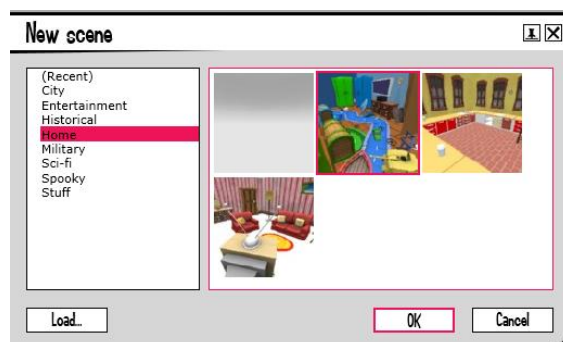 New scene
(Recent)
City
Entertainment
Historical
Home
Military
Sci-fi
Spooky
Stuff
Load...
OK
Cancel